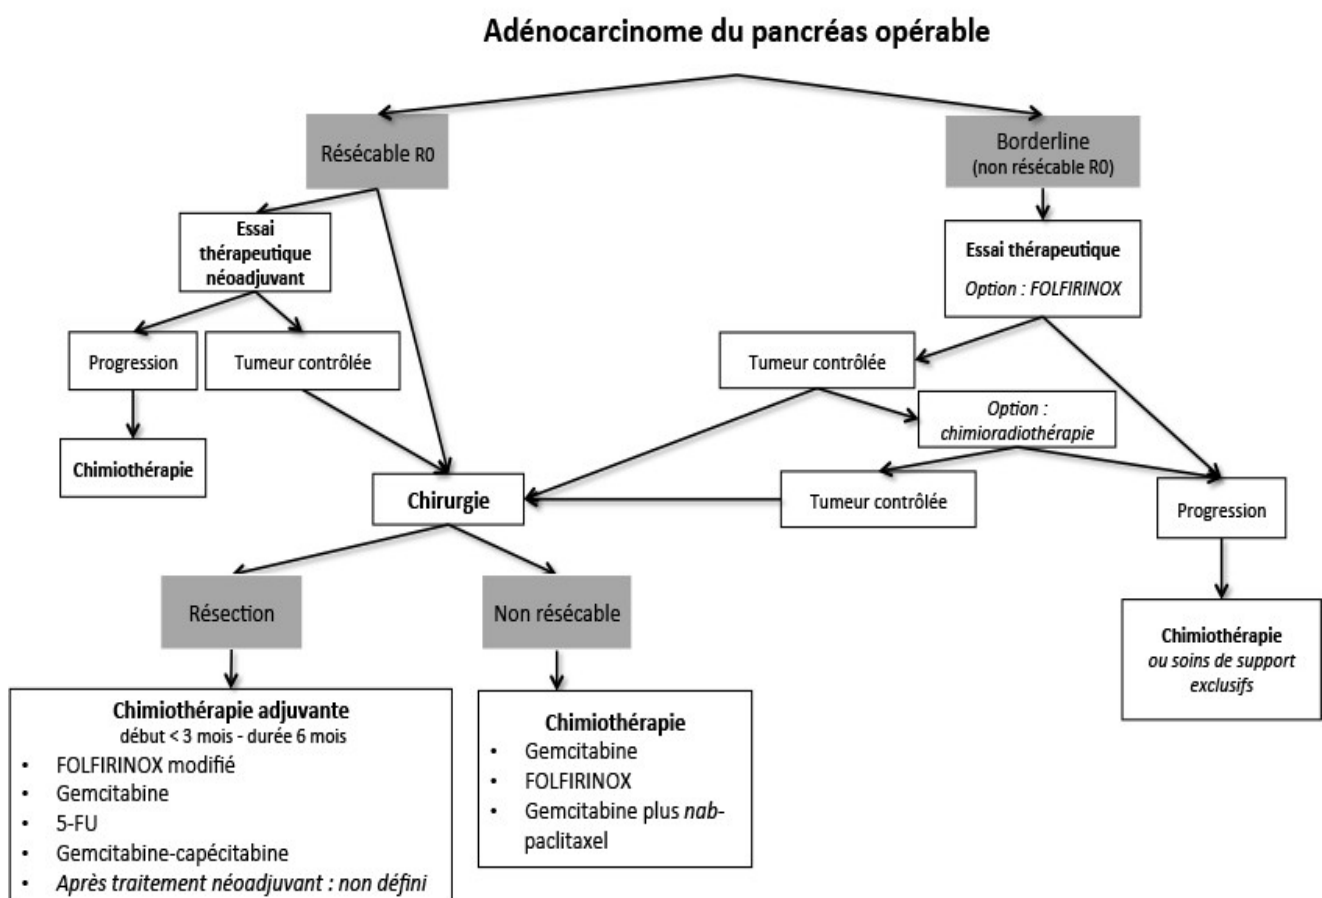 Adénocarcinome du pancréas opérable
Résécable R0
Borderline
(non résécable R0)
Essai
thérapeutique
néoadjuvant
Essai thérapeutique
Option : FOLFIRINOX
Progression
Tumeur contrôlée
Tumeur contrôlée
Option :
chimioradiothérapie
Chimiothérapie
Chirurgie
Tumeur contrôlée
Progression
Résection
Non résécable
Chimiothérapie
ou soins de support
exclusifs
Chimiothérapie adjuvante
début < 3 mois - durée 6 mois
• FOLFIRINOX modifié
• Gemcitabine
• 5-FU
• Gemcitabine-capécitabine
• Après traitement néoadjuvant : non défini
Chimiothérapie
• Gemcitabine
• FOLFIRINOX
• Gemcitabine plus nab-
paclitaxel